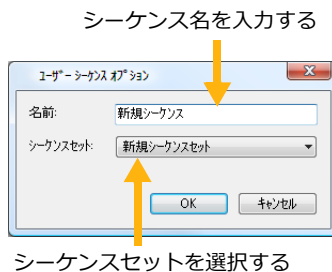 シーケンス名を入力する
ﾕｰｻﾞｰ ｼｰｹﾝｽ ｵﾌﾟｼｮﾝ
名前:
新規ｼｰｹﾝｽ
ｼｰｹﾝｽｾｯﾄ:
新規ｼｰｹﾝｽｾｯﾄ
OK
ｷｬﾝｾﾙ
シーケンスセットを選択する